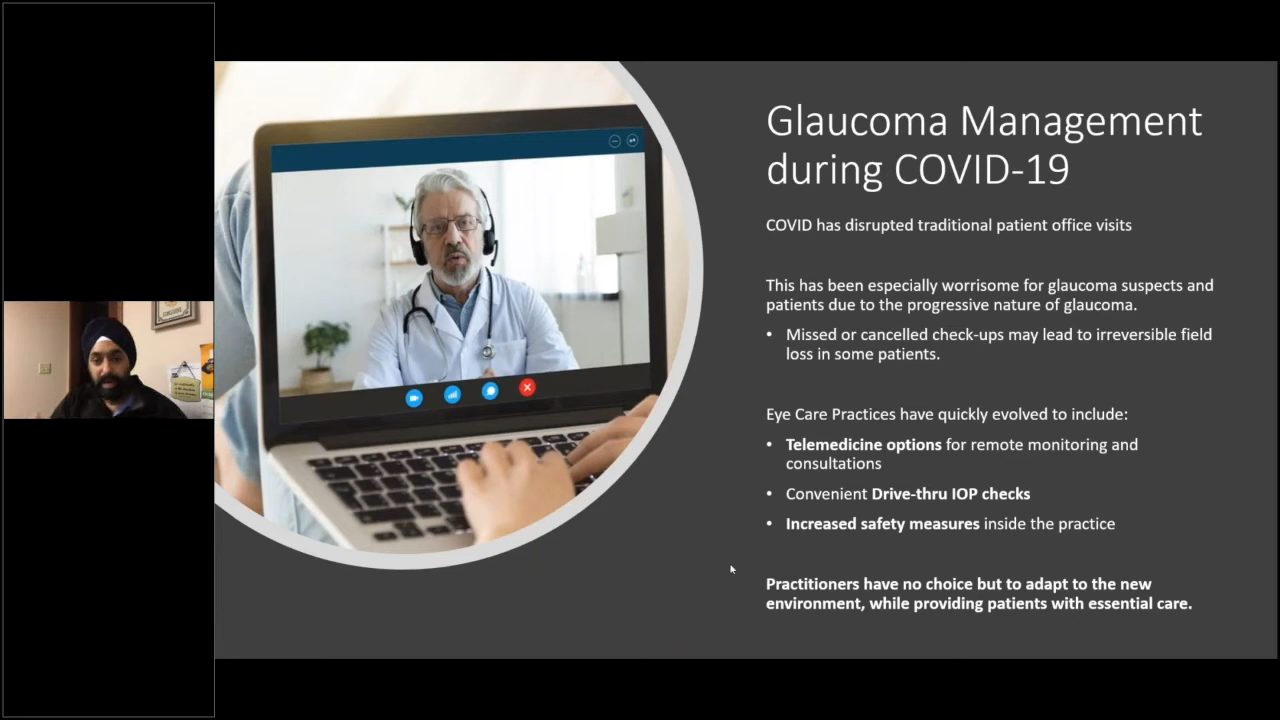 Glaucoma Management
during COVID-19
COVID has disrupted traditional patient office visits
This has been especially worrisome for glaucoma suspects and
patients due to the progressive nature of glaucoma.
• Missed or cancelled check-ups may lead to irreversible field
loss in some patients.
Eye Care Practices have quickly evolved to include:
• Telemedicine options for remote monitoring and
consultations
• Convenient Drive-thru IOP checks
• Increased safety measures inside the practice
Practitioners have no choice but to adapt to the new
environment, while providing patients with essential care.